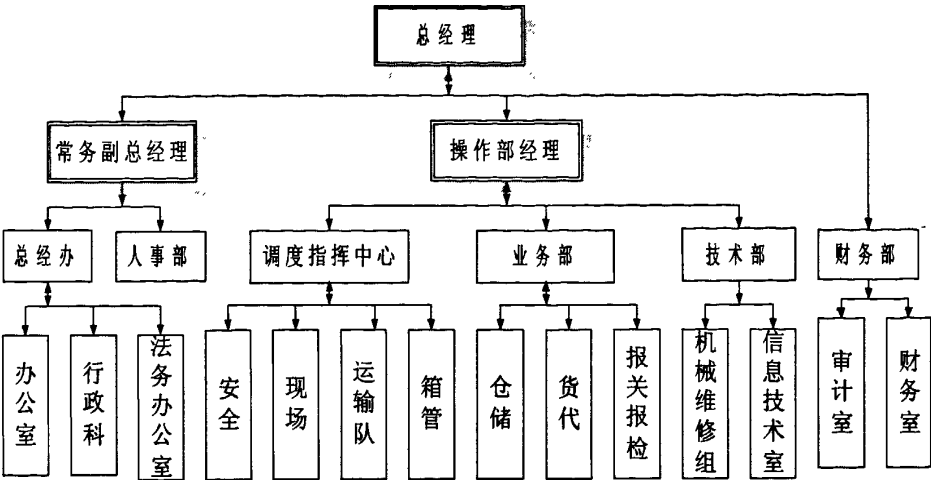 总经理
常务副总经理
操作部经理
总经办
人事部
调度指挥中心
业务部
技术部
财务部
办公室
行政科
法务办公室
安全
现场
运输队
箱管
仓储
货代
报关报检
机械维修组
信息技术室
审计室
财务室